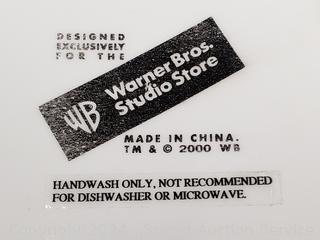 DESIGNED
EXCLUSIVELY
FOR THE
WB
Warner Bros.
Studio Store
MADE IN CHINA.
TM & © 2000 WB
HANDWASH ONLY, NOT RECOMMENDED
FOR DISHWASHER OR MICROWAVE.